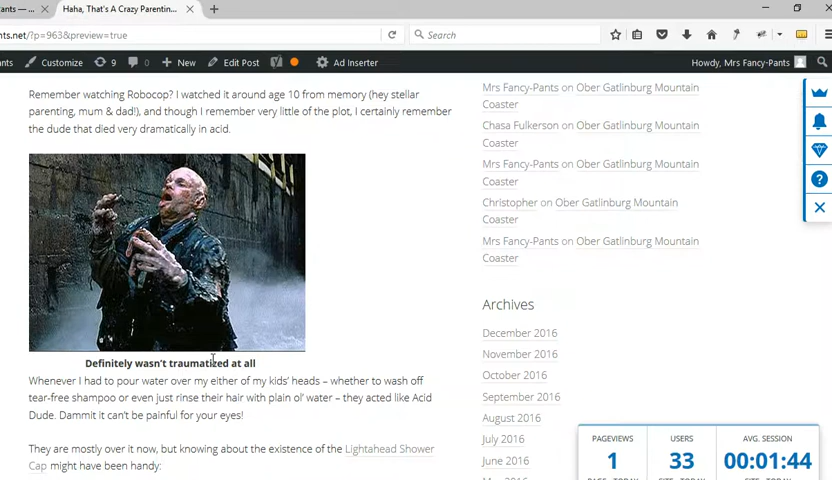 ants — ...
Haha, That's A Crazy Parentin...
nts.net/?p=963&preview=true
Search
ants
Customize
9
0
New
Edit Post
Ad Inserter
Howdy, Mrs Fancy-Pants
Remember watching Robocop? I watched it around age 10 from memory (hey stellar
parenting, mum & dad!), and though I remember very little of the plot, I certainly remember
the dude that died very dramatically in acid.
Definitely wasn't traumatized at all
Whenever I had to pour water over my either of my kids' heads – whether to wash off
tear-free shampoo or even just rinse their hair with plain ol' water – they acted like Acid
Dude. Dammit it can't be painful for your eyes!
They are mostly over it now, but knowing about the existence of the Lightahead Shower
Cap might have been handy:
Mrs Fancy-Pants on Ober Gatlinburg Mountain
Coaster
Chasa Fulkerson on Ober Gatlinburg Mountain
Coaster
Mrs Fancy-Pants on Ober Gatlinburg Mountain
Coaster
Christopher on Ober Gatlinburg Mountain
Coaster
Mrs Fancy-Pants on Ober Gatlinburg Mountain
Coaster
Archives
December 2016
November 2016
October 2016
September 2016
August 2016
July 2016
June 2016
PAGEVIEWS
1
USERS
33
AVG. SESSION
00:01:44